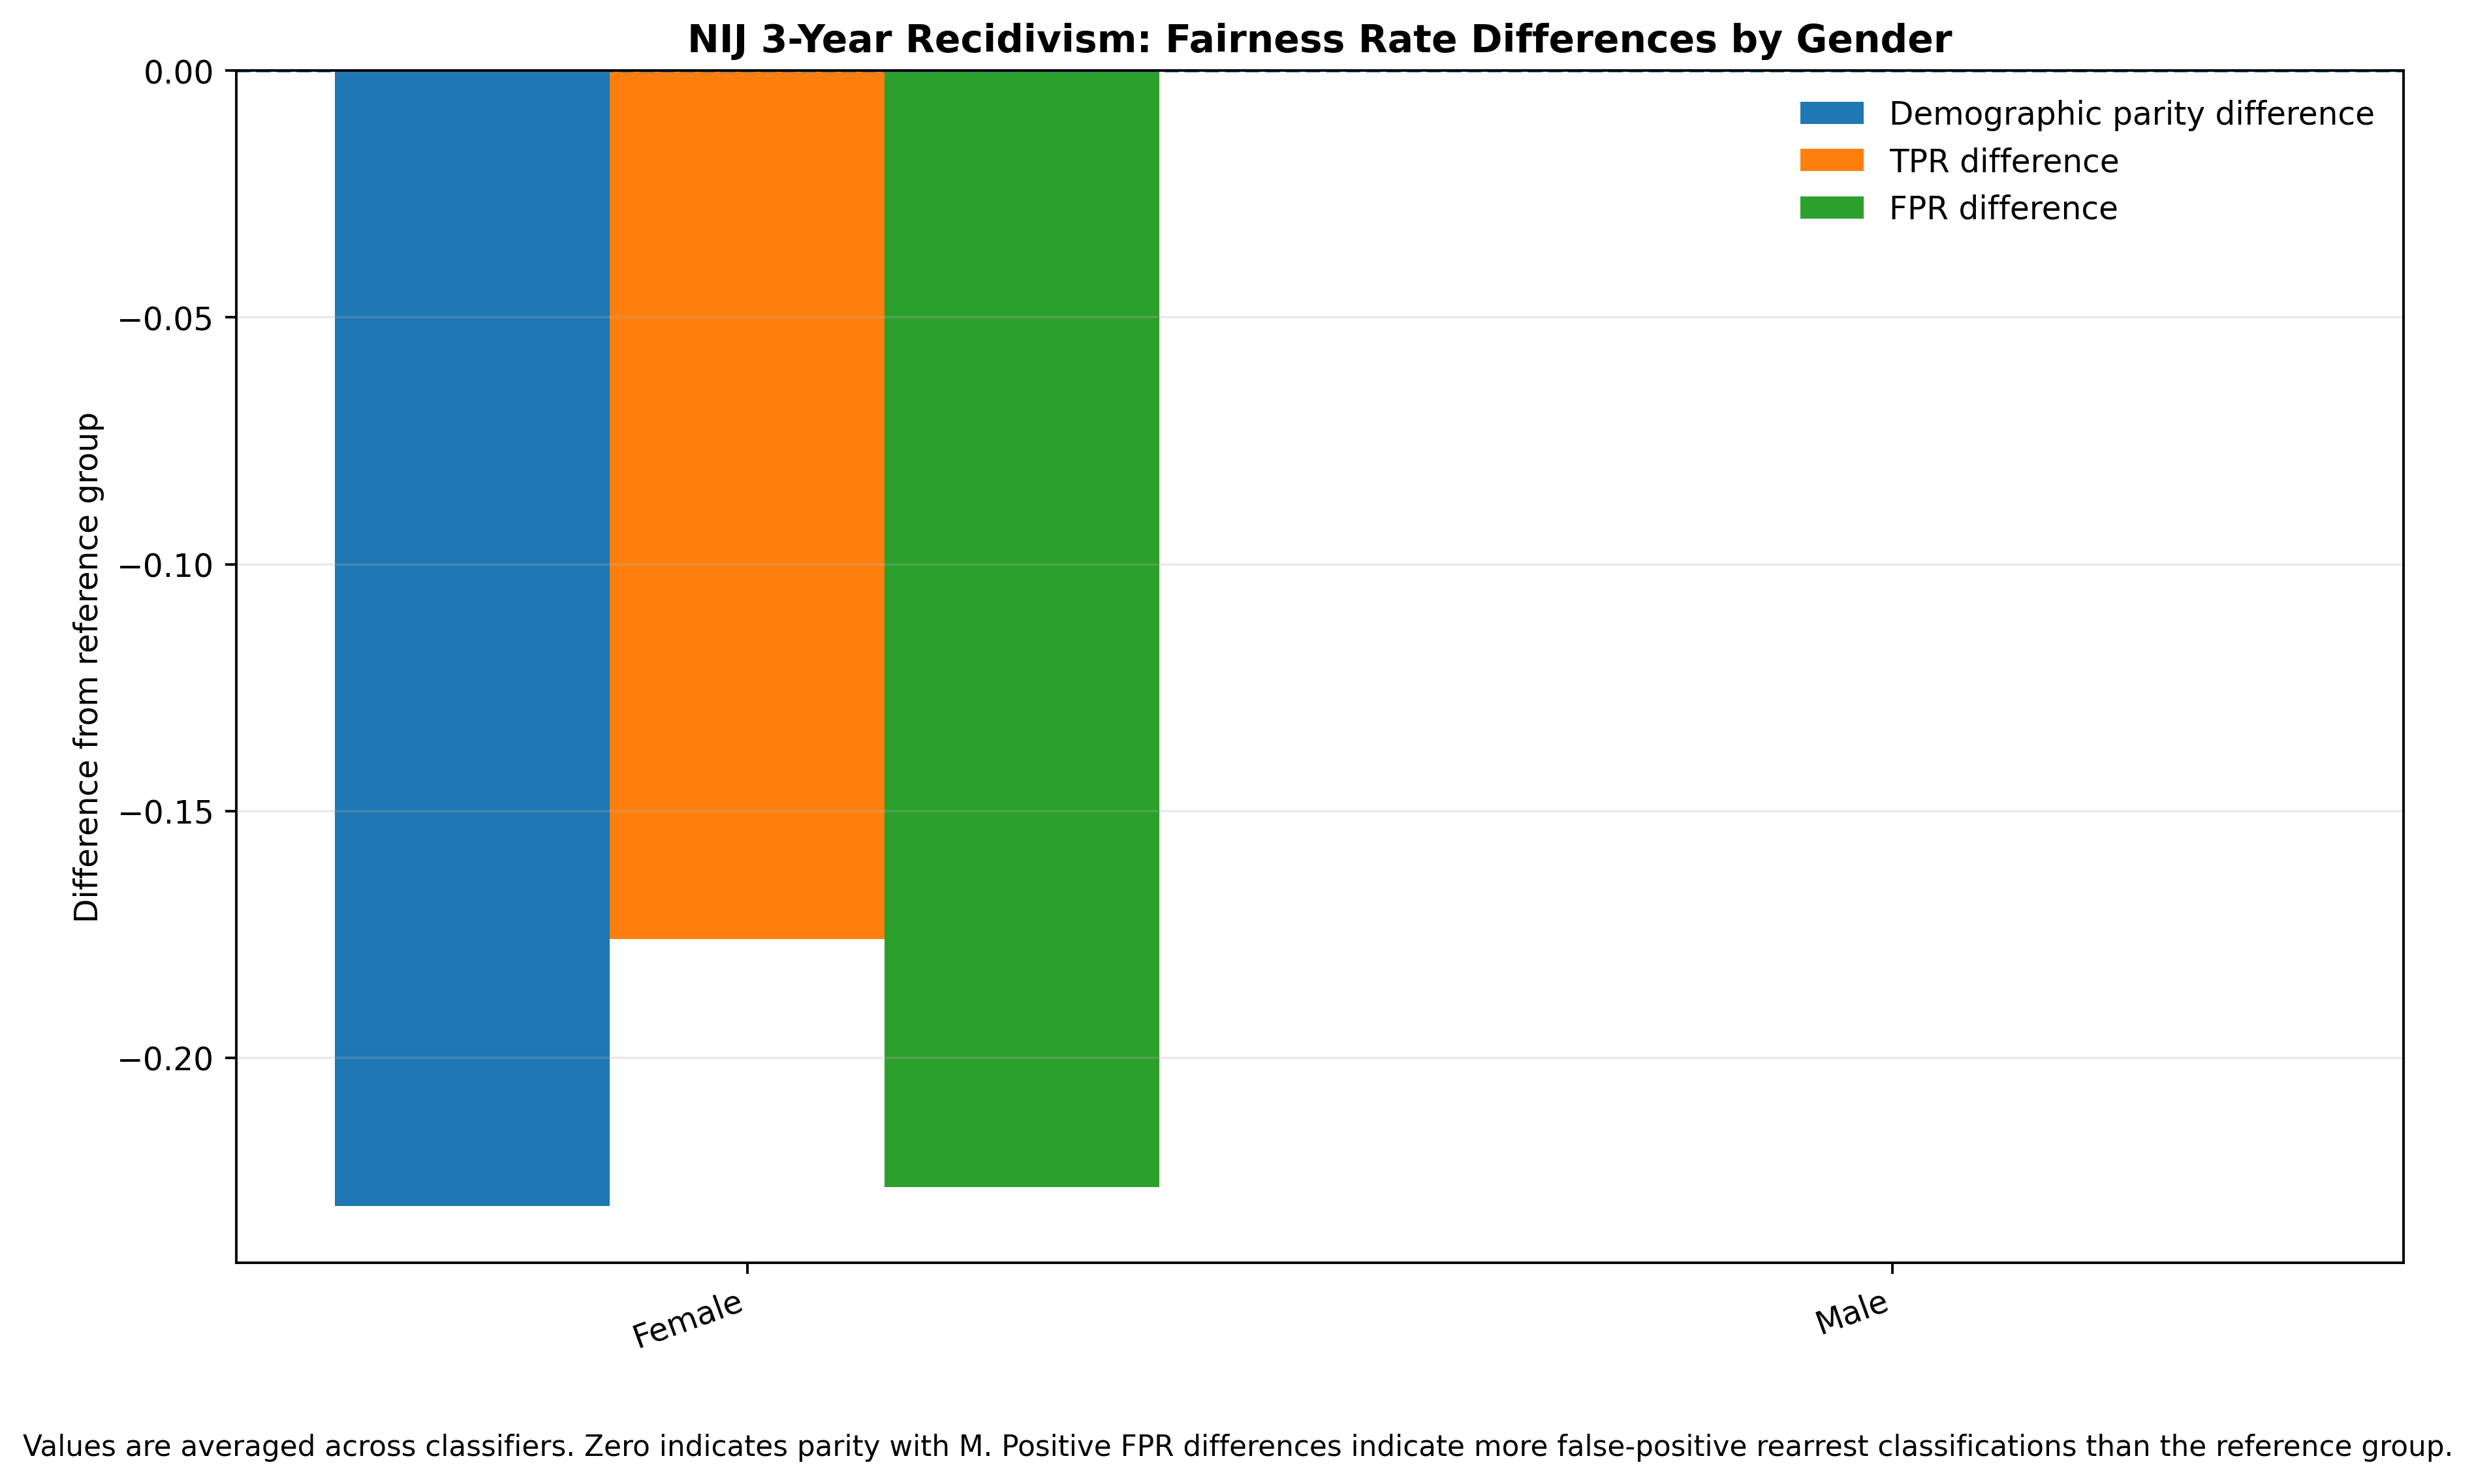 NIJ 3-Year Recidivism: Fairness Rate Differences by Gender
0.00
−0.05
−0.10
−0.15
−0.20
Difference from reference group
Demographic parity difference
TPR difference
FPR difference
Female
Male
Values are averaged across classifiers. Zero indicates parity with M. Positive FPR differences indicate more false-positive rearrest classifications than the reference group.